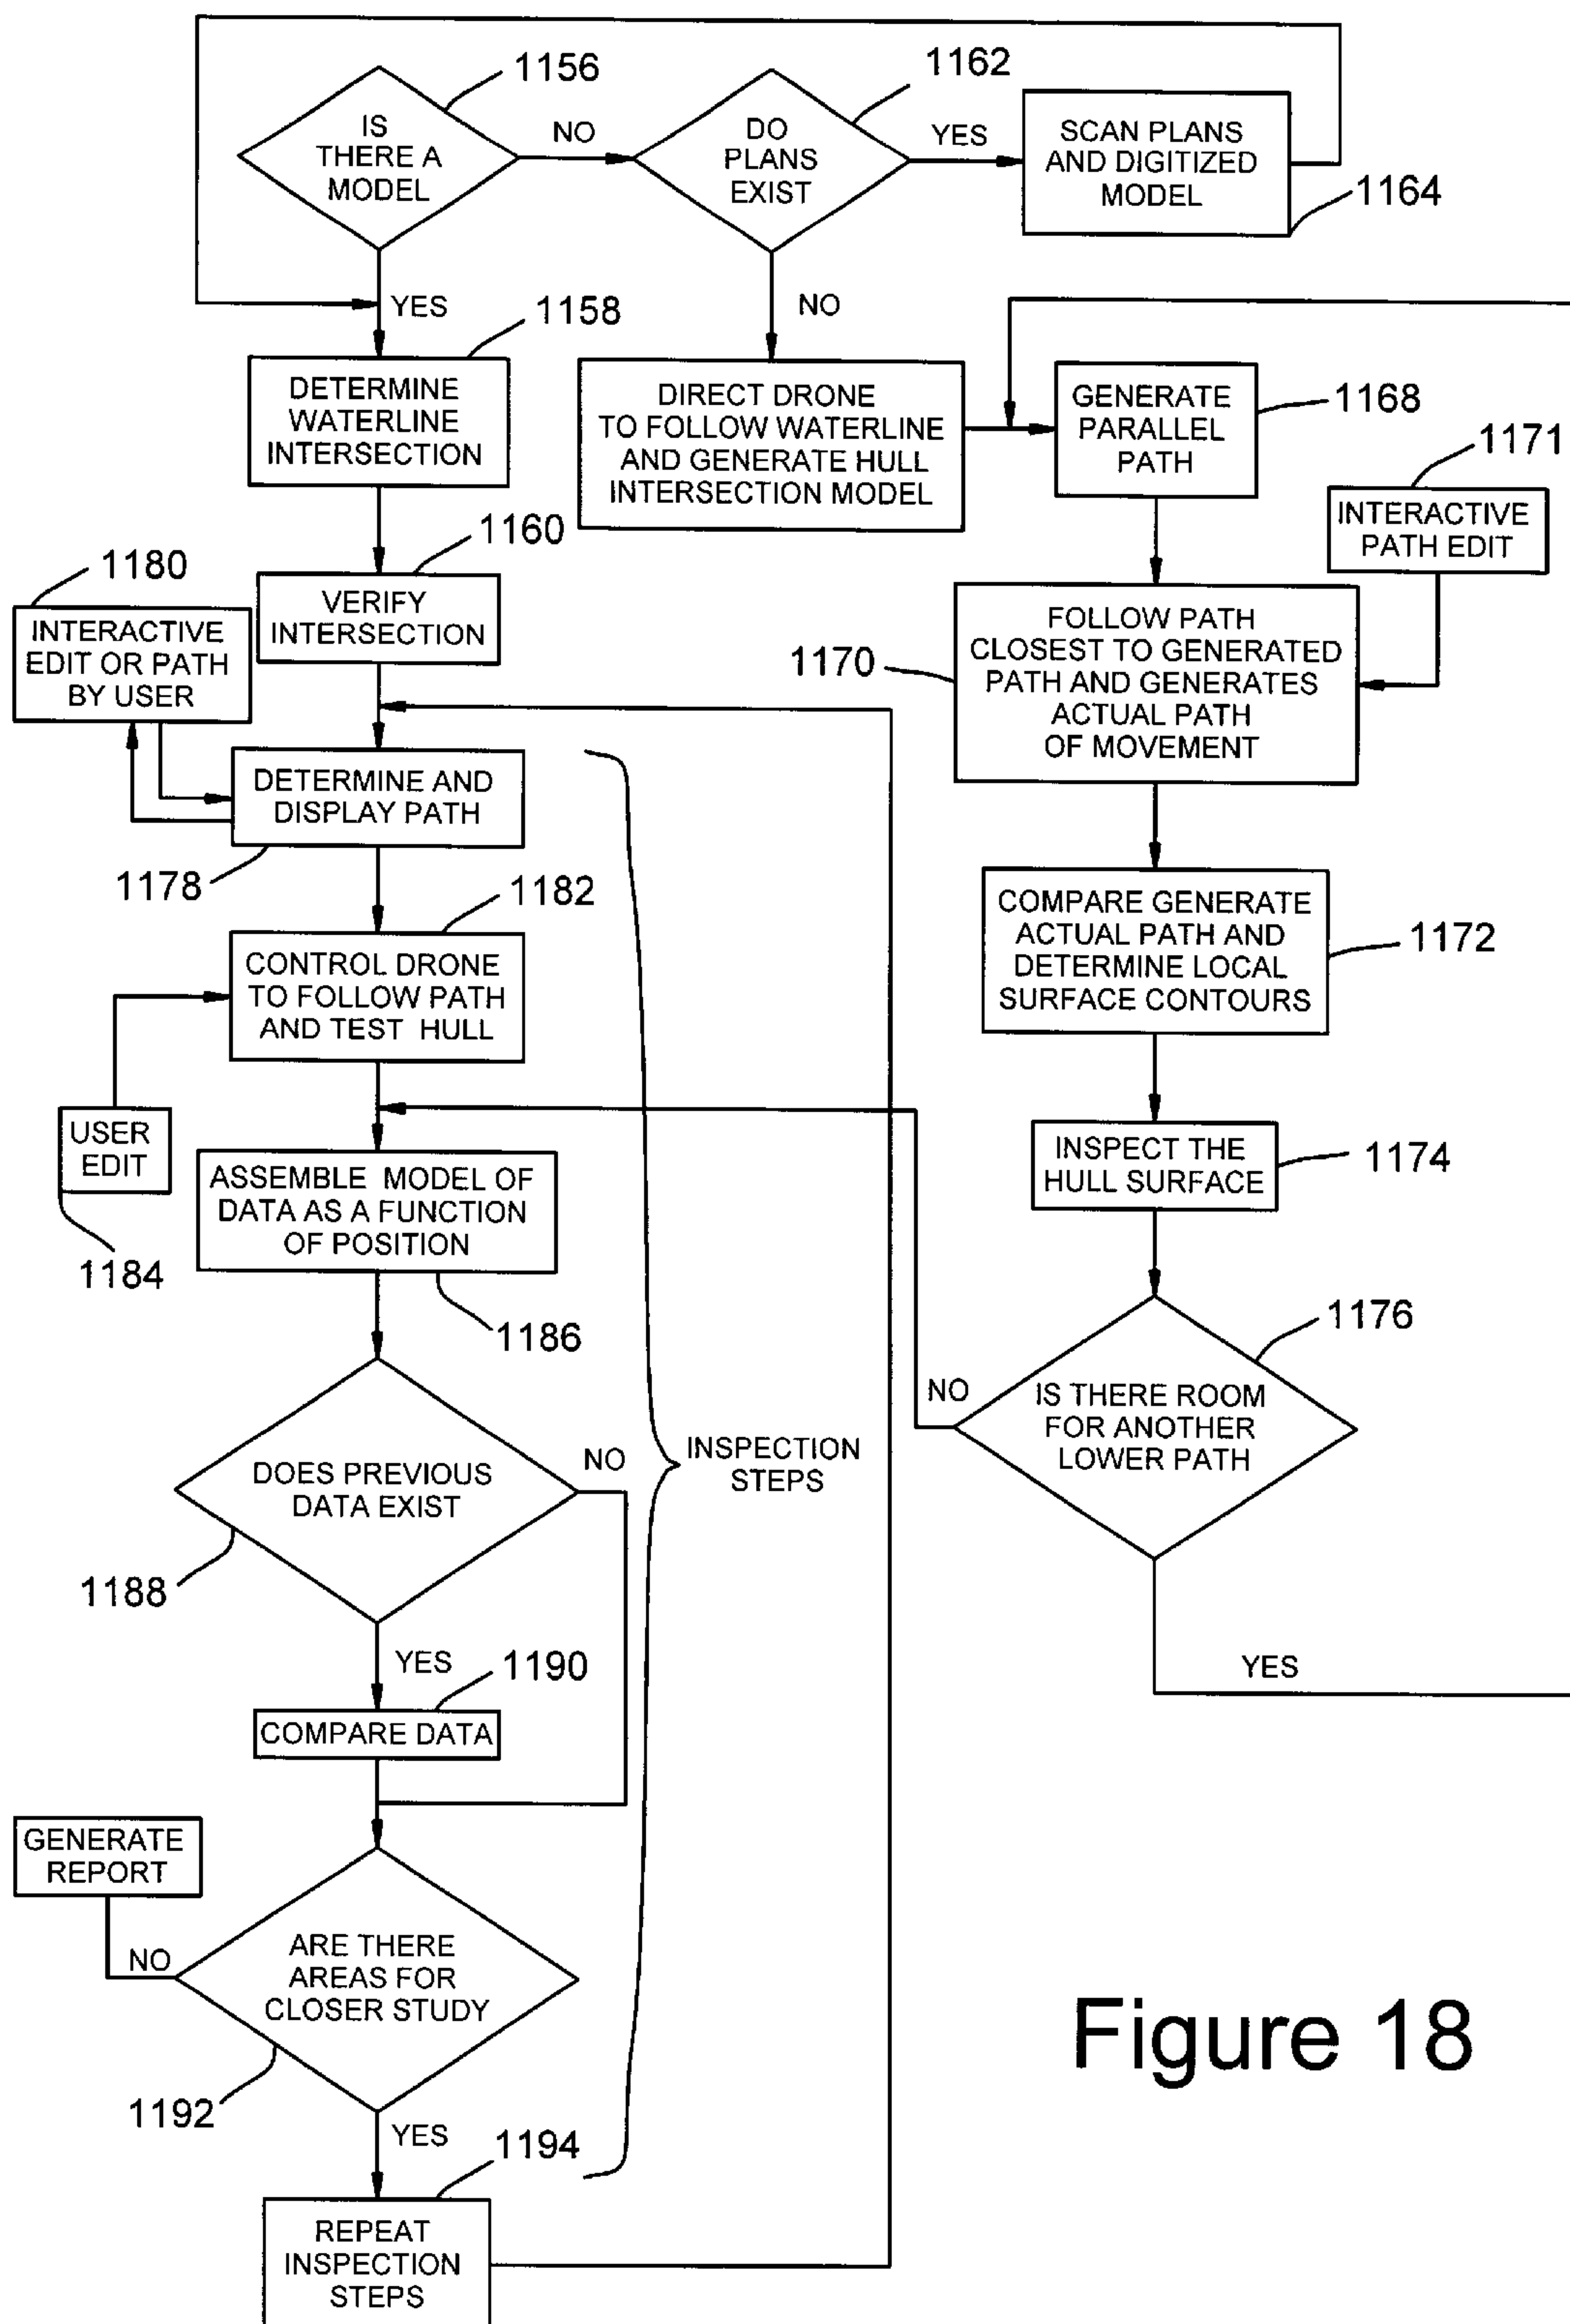 1156
IS
THERE A
MODEL
NO
1162
DO
PLANS
EXIST
YES
SCAN PLANS
AND DIGITIZED
MODEL
1164
YES
1158
DETERMINE
WATERLINE
INTERSECTION
NO
DIRECT DRONE
TO FOLLOW WATERLINE
AND GENERATE HULL
INTERSECTION MODEL
GENERATE
PARALLEL
PATH
1168
1171
INTERACTIVE
PATH EDIT
1160
VERIFY
INTERSECTION
1180
INTERACTIVE
EDIT OR PATH
BY USER
1170
FOLLOW PATH
CLOSEST TO GENERATED
PATH AND GENERATES
ACTUAL PATH
OF MOVEMENT
DETERMINE AND
DISPLAY PATH
1178
1182
CONTROL DRONE
TO FOLLOW PATH
AND TEST HULL
COMPARE GENERATE
ACTUAL PATH AND
DETERMINE LOCAL
SURFACE CONTOURS
1172
USER
EDIT
1184
ASSEMBLE MODEL OF
DATA AS A FUNCTION
OF POSITION
1186
INSPECT THE
HULL SURFACE
1174
1176
IS THERE ROOM
FOR ANOTHER
LOWER PATH
NO
YES
DOES PREVIOUS
DATA EXIST
NO
1188
INSPECTION
STEPS
YES
1190
COMPARE DATA
GENERATE
REPORT
NO
ARE THERE
AREAS FOR
CLOSER STUDY
1192
YES
1194
REPEAT
INSPECTION
STEPS
Figure 18